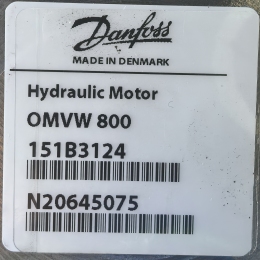 Danfoss
MADE IN DENMARK
Hydraulic Motor
OMVW 800
151B3124
N20645075